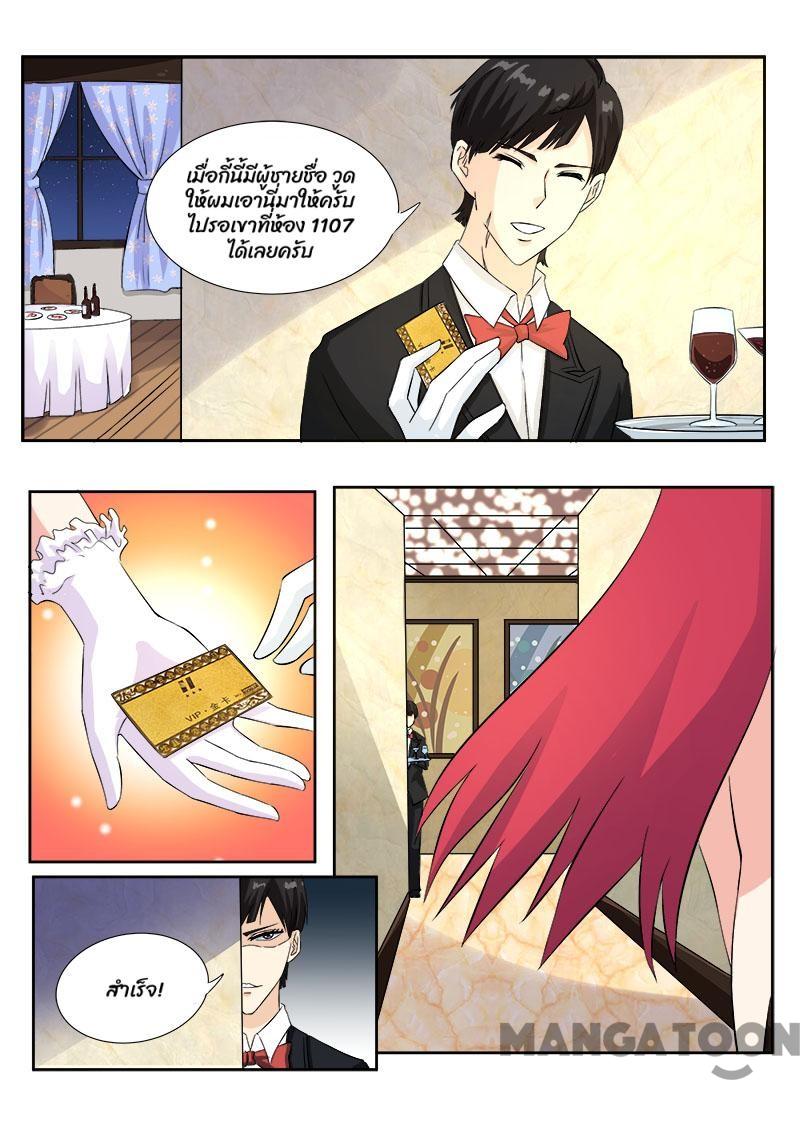 เมื่อกี้นี้มีผู้ชายชื่อ วูด
ให้ผมเอานี่มาให้ครับ
ไปรอเขาที่ห้อง 1107
ได้เลยครับ
VIP·金卡
สำเร็จ!
MANGATOON